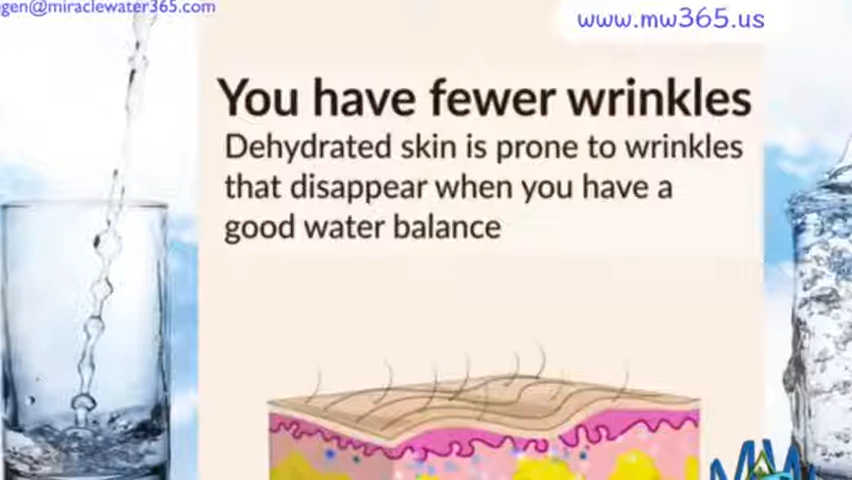 gen@miraclewater365.com
www.mw365.us
You have fewer wrinkles
Dehydrated skin is prone to wrinkles
that disappear when you have a
good water balance